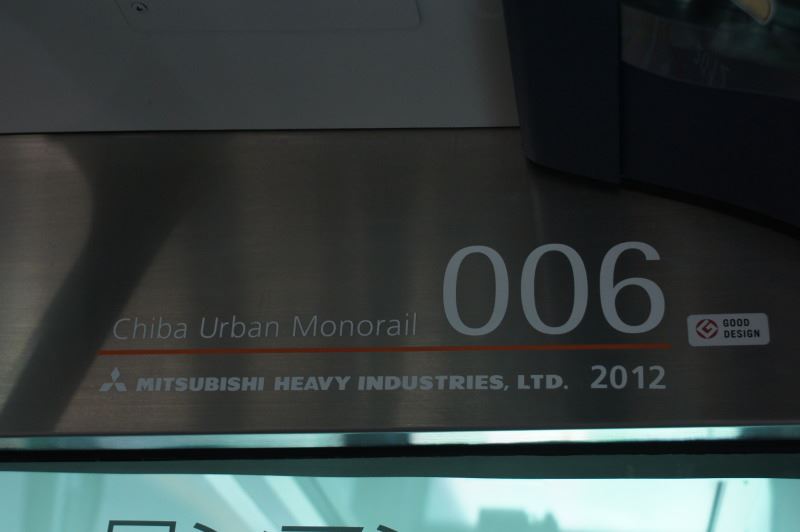 Chiba Urban Monorail 006
GOOD
DESIGN
MITSUBISHI HEAVY INDUSTRIES, LTD. 2012